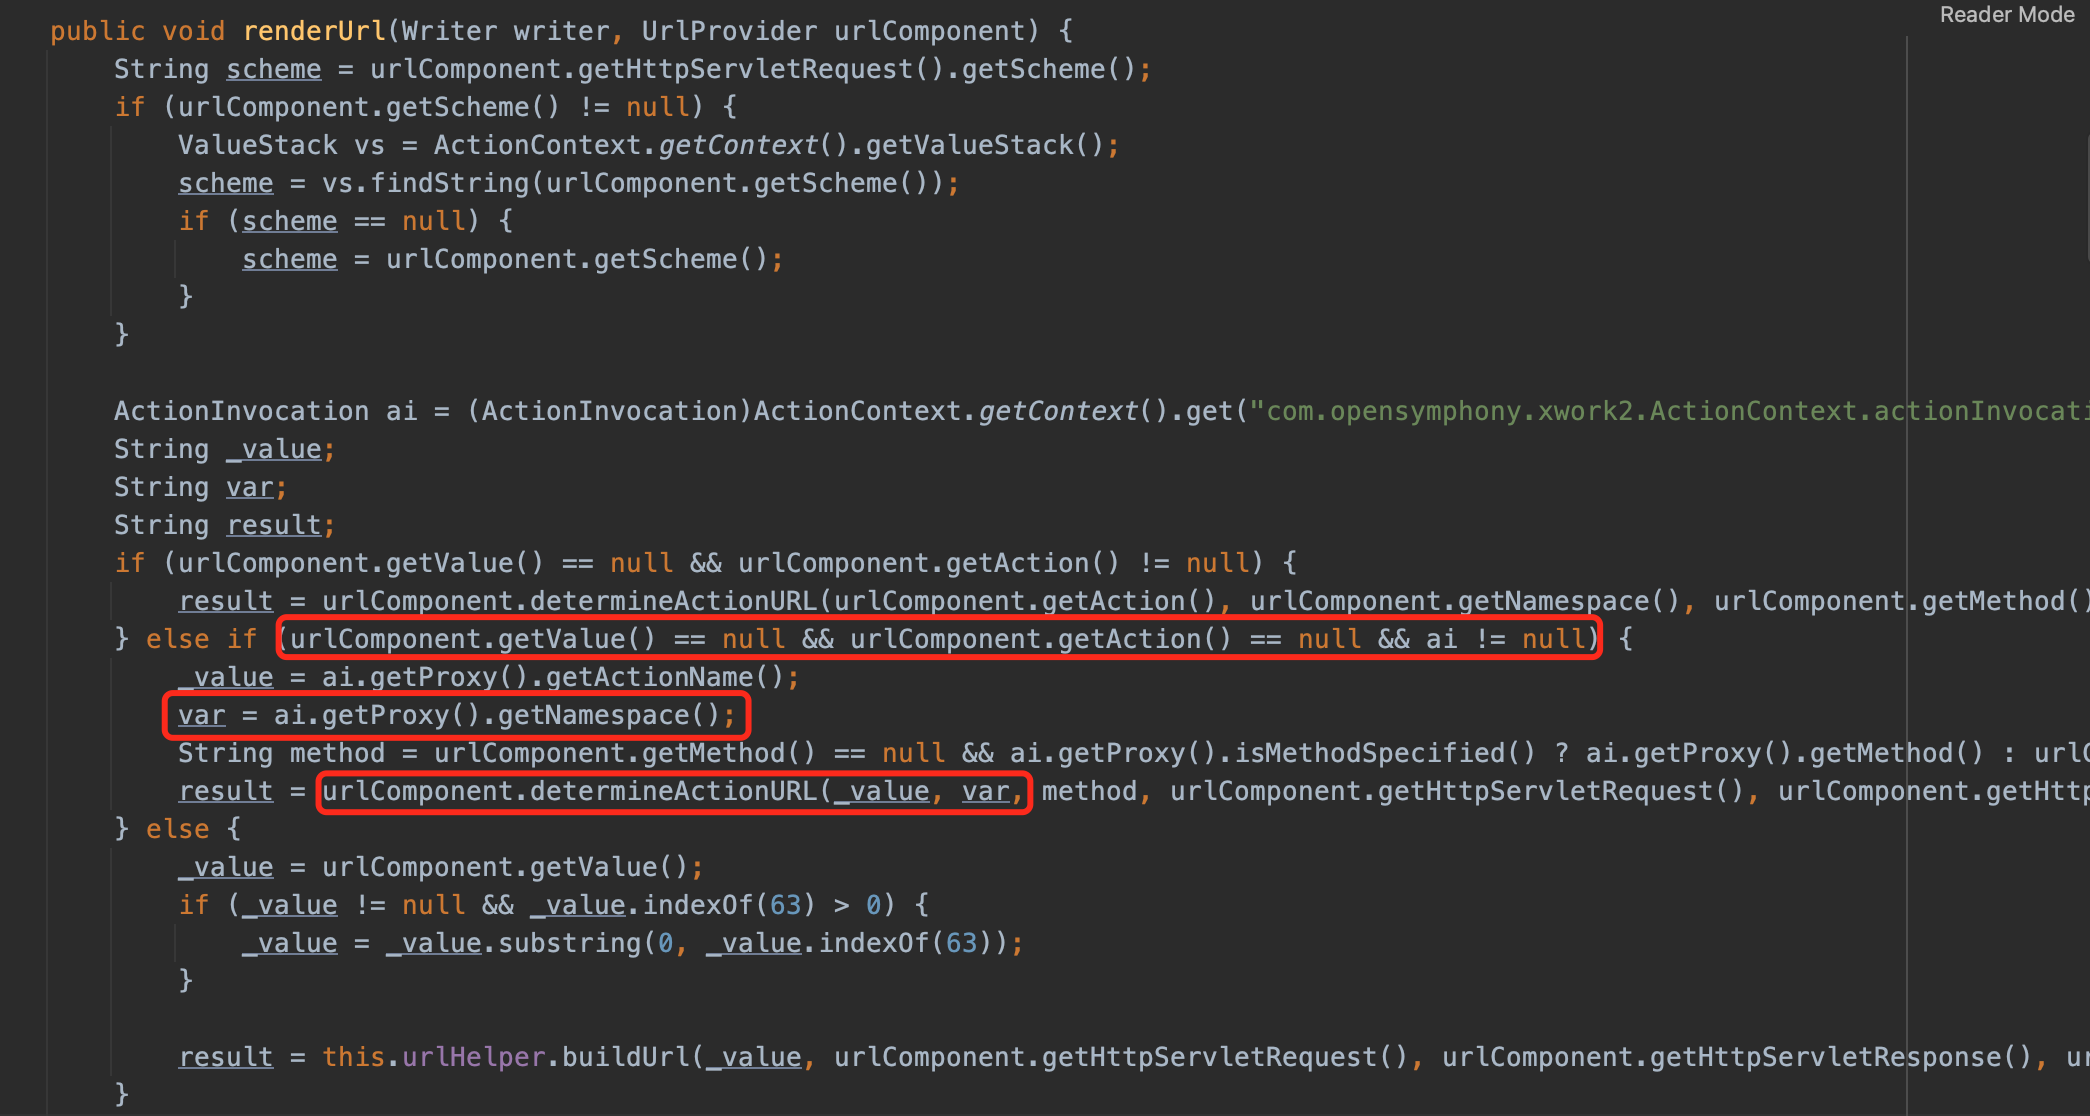 Reader Mode
public void renderUrl(Writer writer, UrlProvider urlComponent) {
String scheme = urlComponent.getHttpServletRequest().getScheme();
if (urlComponent.getScheme() != null) {
ValueStack vs = ActionContext.getContext().getValueStack();
scheme = vs.findString(urlComponent.getScheme());
if (scheme == null) {
scheme = urlComponent.getScheme();
}
}
ActionInvocation ai = (ActionInvocation)ActionContext.getContext().get("com.opensymphony.xwork2.ActionContext.actionInvocati
String _value;
String var;
String result;
if (urlComponent.getValue() == null && urlComponent.getAction() != null) {
result = urlComponent.determineActionURL(urlComponent.getAction(), urlComponent.getNamespace(), urlComponent.getMethod()
} else if (urlComponent.getValue() == null && urlComponent.getAction() == null && ai != null) {
_value = ai.getProxy().getActionName();
var = ai.getProxy().getNamespace();
String method = urlComponent.getMethod() == null && ai.getProxy().isMethodSpecified() ? ai.getProxy().getMethod() : urlC
result = urlComponent.determineActionURL(_value, var, method, urlComponent.getHttpServletRequest(), urlComponent.getHttp
} else {
_value = urlComponent.getValue();
if (_value != null && _value.indexOf(63) > 0) {
_value = _value.substring(0, _value.indexOf(63));
}
result = this.urlHelper.buildUrl(_value, urlComponent.getHttpServletRequest(), urlComponent.getHttpServletResponse(), ur
}